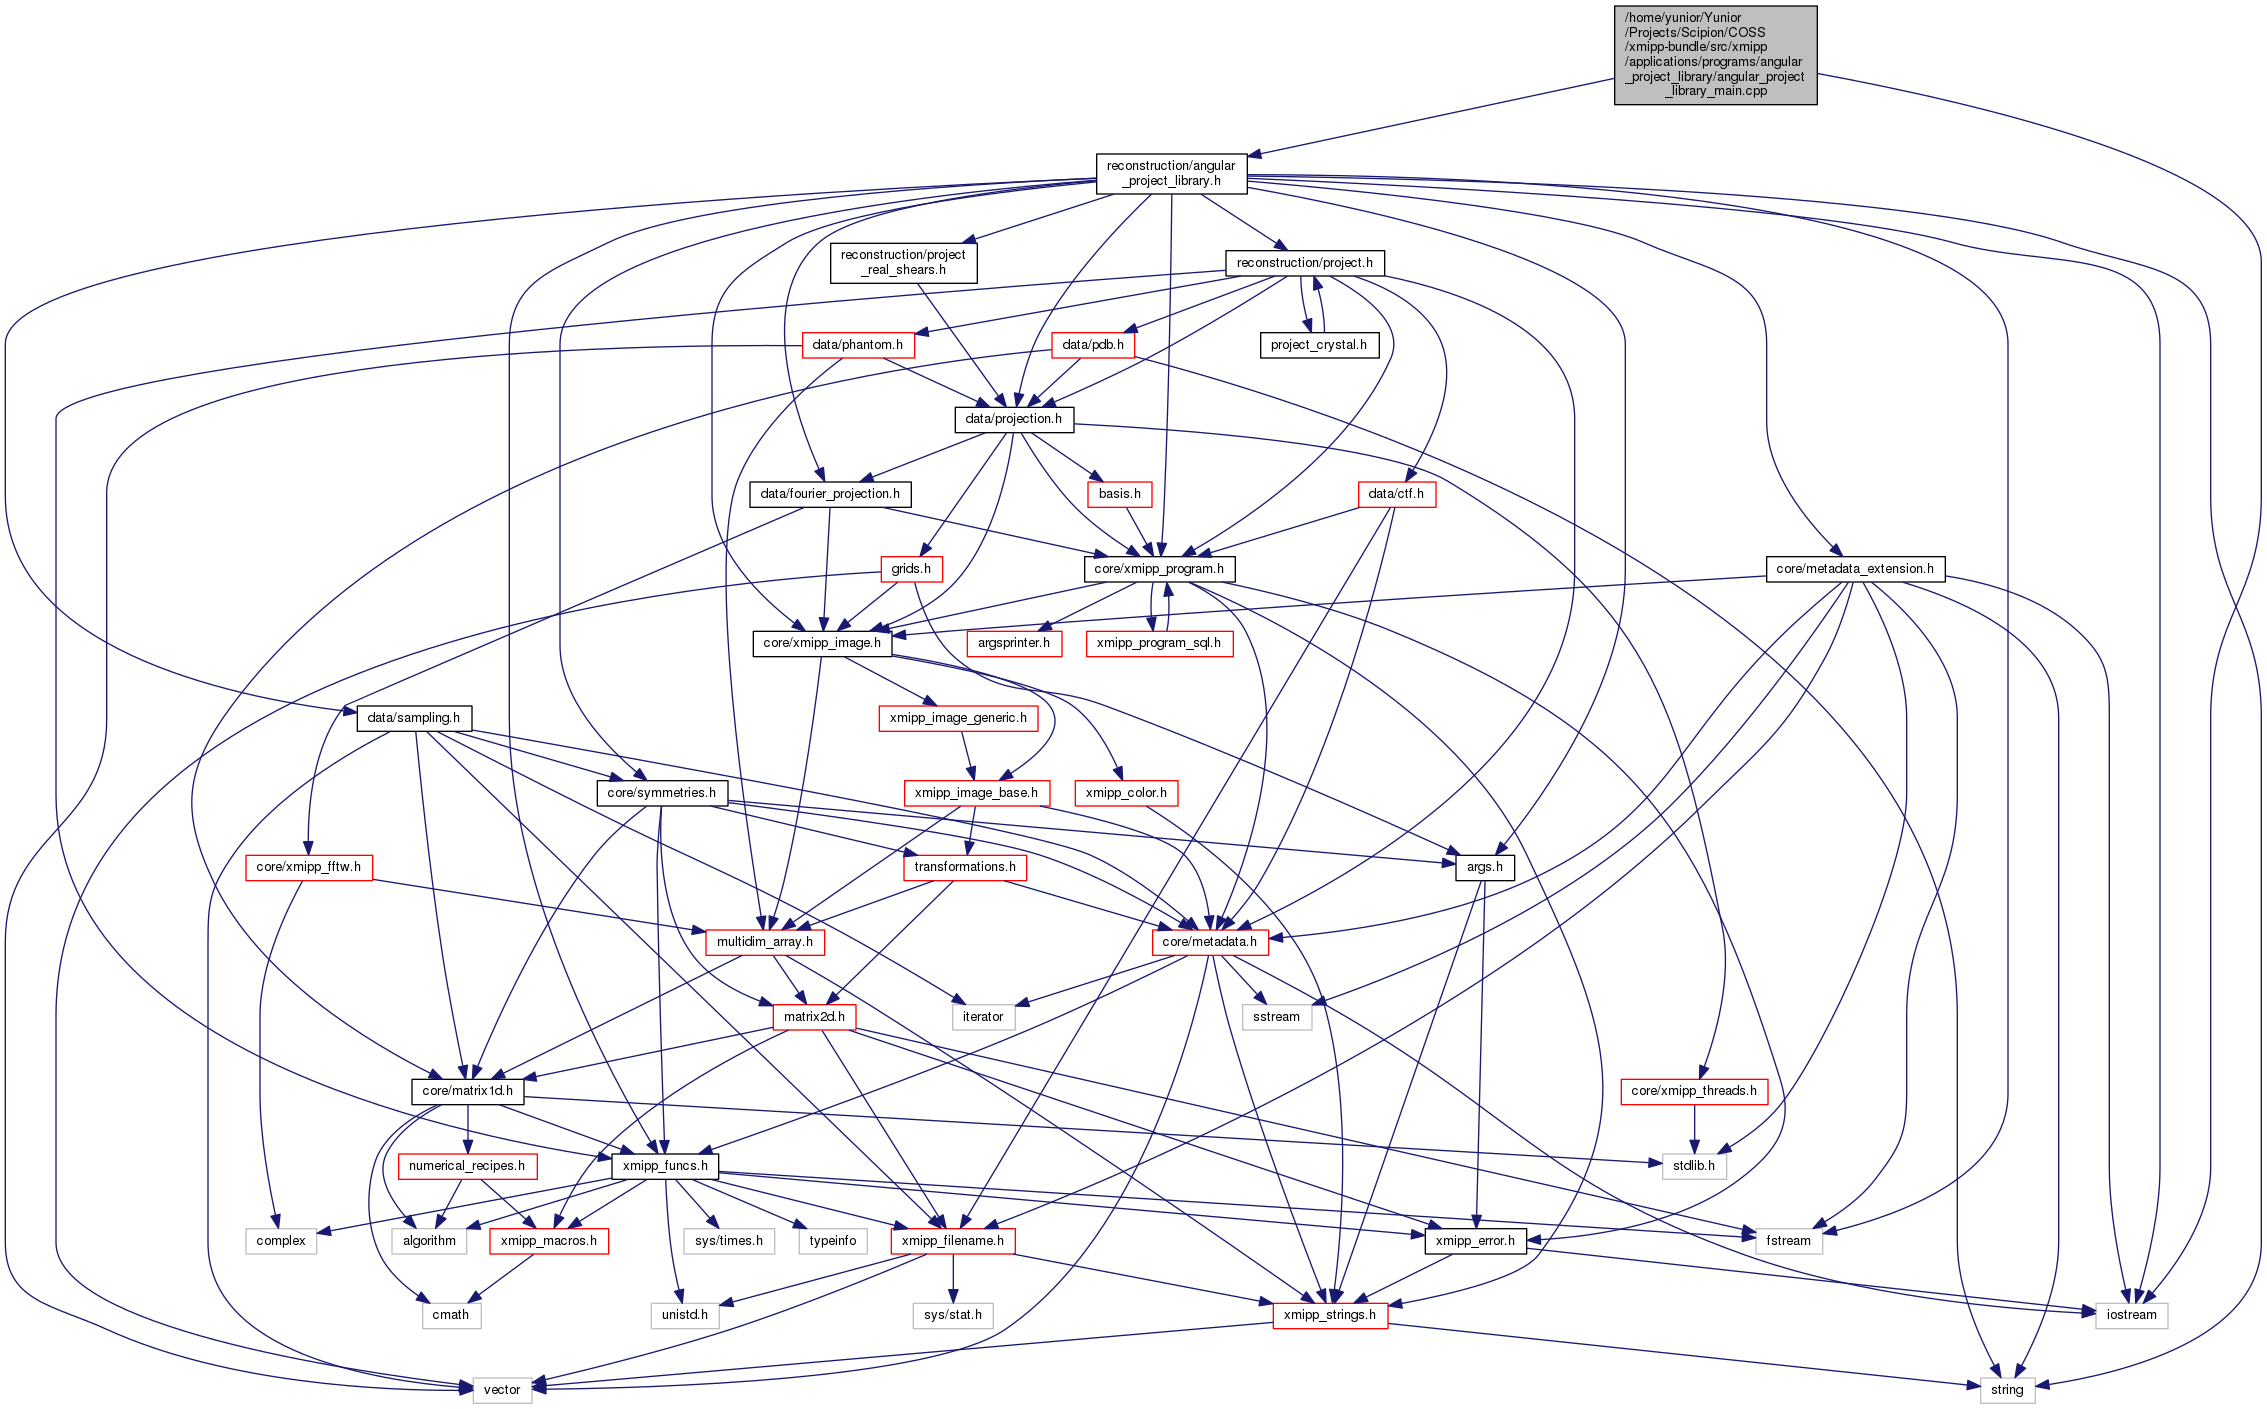 /home/yunior/Yunior
/Projects/Scipion/COSS
/xmipp-bundle/src/xmipp
/applications/programs/angular
_project_library/angular_project
_library_main.cpp
reconstruction/angular
_project_library.h
reconstruction/project
_real_shears.h
reconstruction/project.h
data/phantom.h
data/pdb.h
project_crystal.h
data/projection.h
data/fourier_projection.h
basis.h
data/ctf.h
grids.h
core/xmipp_program.h
core/metadata_extension.h
core/xmipp_image.h
argsprinter.h
xmipp_program_sql.h
data/sampling.h
xmipp_image_generic.h
core/symmetries.h
xmipp_image_base.h
xmipp_color.h
core/xmipp_fftw.h
transformations.h
args.h
multidim_array.h
core/metadata.h
matrix2d.h
iterator
sstream
core/matrix1d.h
core/xmipp_threads.h
numerical_recipes.h
xmipp_funcs.h
stdlib.h
complex
algorithm
xmipp_macros.h
sys/times.h
typeinfo
xmipp_filename.h
xmipp_error.h
fstream
cmath
unistd.h
sys/stat.h
xmipp_strings.h
iostream
vector
string